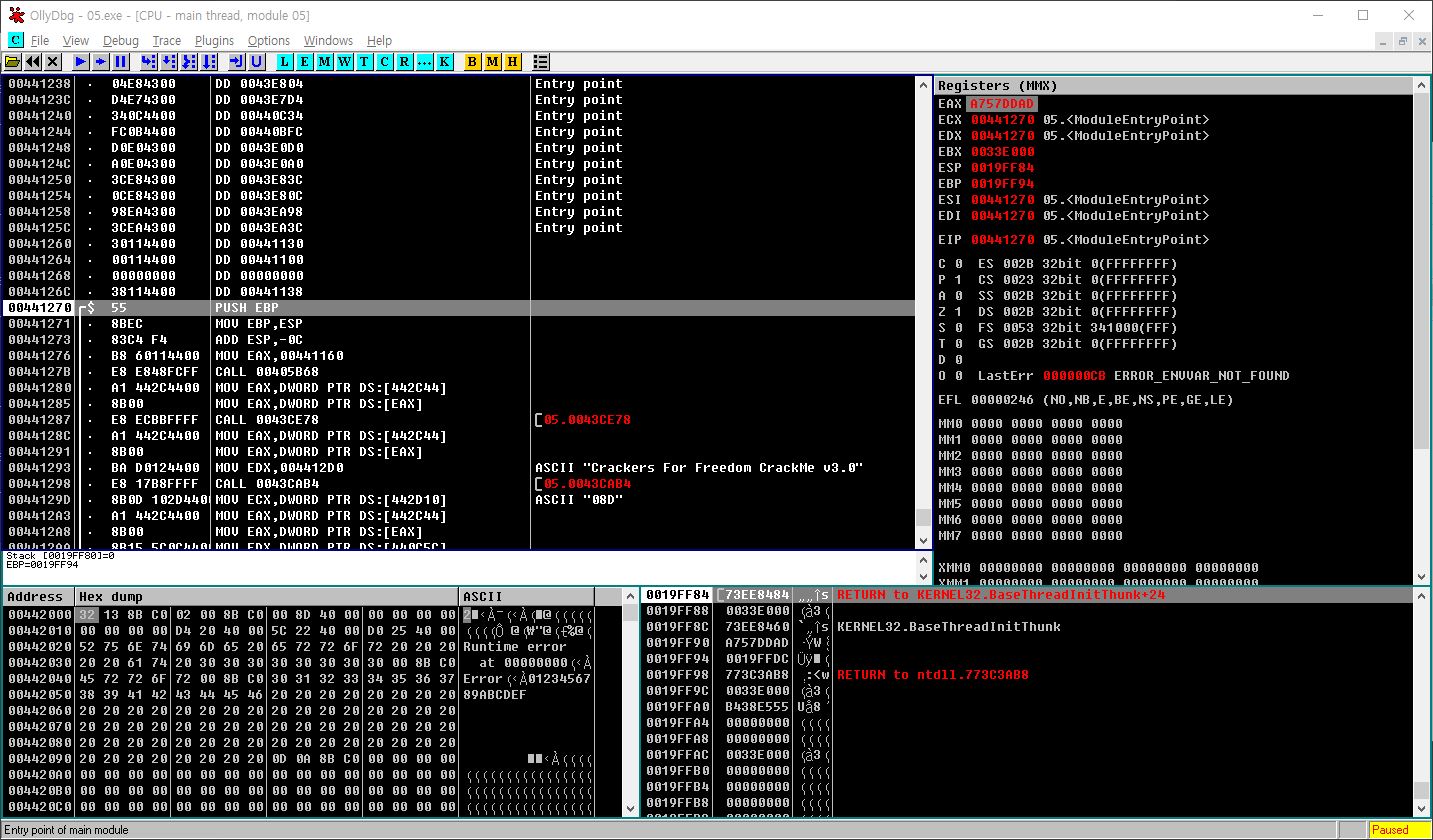 OllyDbg - 05.exe - [CPU - main thread, module 05]
C File View Debug Trace Plugins Options Windows Help
L E M W T C R ... K B M H
00441238 . 04E84300 DD 0043E804 Entry point
0044123C . D4E74300 DD 0043E7D4 Entry point
00441240 . 340C4400 DD 00440C34 Entry point
00441244 . FC0B4400 DD 00440BFC Entry point
00441248 . D0E04300 DD 0043E0D0 Entry point
0044124C . A0E04300 DD 0043E0A0 Entry point
00441250 . 3CE84300 DD 0043E83C Entry point
00441254 . 0CE84300 DD 0043E80C Entry point
00441258 . 98EA4300 DD 0043EA98 Entry point
0044125C . 3CEA4300 DD 0043EA3C Entry point
00441260 . 30114400 DD 00441130
00441264 . 00114400 DD 00441100
00441268 . 00000000 DD 00000000
0044126C . 38114400 DD 00441138
00441270 $ 55 PUSH EBP
00441271 . 8BEC MOV EBP,ESP
00441273 . 83C4 F4 ADD ESP,-0C
00441276 . B8 60114400 MOV EAX,00441160
0044127B . E8 E848FCFF CALL 00405B68
00441280 . A1 442C4400 MOV EAX,DWORD PTR DS:[442C44]
00441285 . 8B00 MOV EAX,DWORD PTR DS:[EAX]
00441287 . E8 ECBBFFFF CALL 0043CE78 [05.0043CE78
0044128C . A1 442C4400 MOV EAX,DWORD PTR DS:[442C44]
00441291 . 8B00 MOV EAX,DWORD PTR DS:[EAX]
00441293 . BA D0124400 MOV EDX,004412D0 ASCII "Crackers For Freedom CrackMe v3.0"
00441298 . E8 17B8FFFF CALL 0043CAB4 [05.0043CAB4
0044129D . 8B0D 102D440 MOV ECX,DWORD PTR DS:[442D10] ASCII "08D"
004412A3 . A1 442C4400 MOV EAX,DWORD PTR DS:[442C44]
004412A8 . 8B00 MOV EAX,DWORD PTR DS:[EAX]
004412AA . 8B15 5C0C440 MOV EDX,DWORD PTR DS:[440C5C]
Stack [0019FF80]=0
EBP=0019FF94
Registers (MMX)
EAX A757DDAD
ECX 00441270 05.<ModuleEntryPoint>
EDX 00441270 05.<ModuleEntryPoint>
EBX 0033E000
ESP 0019FF84
EBP 0019FF94
ESI 00441270 05.<ModuleEntryPoint>
EDI 00441270 05.<ModuleEntryPoint>
EIP 00441270 05.<ModuleEntryPoint>
C 0 ES 002B 32bit 0(FFFFFFFF)
P 1 CS 0023 32bit 0(FFFFFFFF)
A 0 SS 002B 32bit 0(FFFFFFFF)
Z 1 DS 002B 32bit 0(FFFFFFFF)
S 0 FS 0053 32bit 341000(FFF)
T 0 GS 002B 32bit 0(FFFFFFFF)
D 0
O 0 LastErr 000000CB ERROR_ENVVAR_NOT_FOUND
EFL 00000246 (NO,NB,E,BE,NS,PE,GE,LE)
MM0 0000 0000 0000 0000
MM1 0000 0000 0000 0000
MM2 0000 0000 0000 0000
MM3 0000 0000 0000 0000
MM4 0000 0000 0000 0000
MM5 0000 0000 0000 0000
MM6 0000 0000 0000 0000
MM7 0000 0000 0000 0000
XMM0 00000000 00000000 00000000 00000000
XMM1 00000000 00000000 00000000 00000000
Address Hex dump ASCII
00442000 32 13 8B C0 02 00 8B C0 00 8D 40 00 00 00 00 00
00442010 00 00 00 00 D4 20 40 00 5C 22 40 00 D0 25 40 00
00442020 52 75 6E 74 69 6D 65 20 65 72 72 6F 72 20 20 20 Runtime error
00442030 20 20 61 74 20 30 30 30 30 30 30 30 30 00 8B C0 at 00000000
00442040 45 72 72 6F 72 00 8B C0 30 31 32 33 34 35 36 37 Error 01234567
00442050 38 39 41 42 43 44 45 46 20 20 20 20 20 20 20 20 89ABCDEF
00442060 20 20 20 20 20 20 20 20 20 20 20 20 20 20 20 20
00442070 20 20 20 20 20 20 20 20 20 20 20 20 20 20 20 20
00442080 20 20 20 20 20 20 20 20 20 20 20 20 20 20 20 20
00442090 20 20 20 20 20 20 20 20 0D 0A 8B C0 00 00 00 00
004420A0 00 00 00 00 00 00 00 00 00 00 00 00 00 00 00 00
004420B0 00 00 00 00 00 00 00 00 00 00 00 00 00 00 00 00
004420C0 00 00 00 00 00 00 00 00 00 00 00 00 00 00 00 00
0019FF84 [73EE8484 „„îs RETURN to KERNEL32.BaseThreadInitThunk+24
0019FF88 0033E000
0019FF8C 73EE8460 KERNEL32.BaseThreadInitThunk
0019FF90 A757DDAD
0019FF94 0019FFDC
0019FF98 773C3AB8 ¸:<w RETURN to ntdll.773C3AB8
0019FF9C 0033E000
0019FFA0 B438E555
0019FFA4 00000000
0019FFA8 00000000
0019FFAC 0033E000
0019FFB0 00000000
0019FFB4 00000000
0019FFB8 00000000
Entry point of main module
Paused